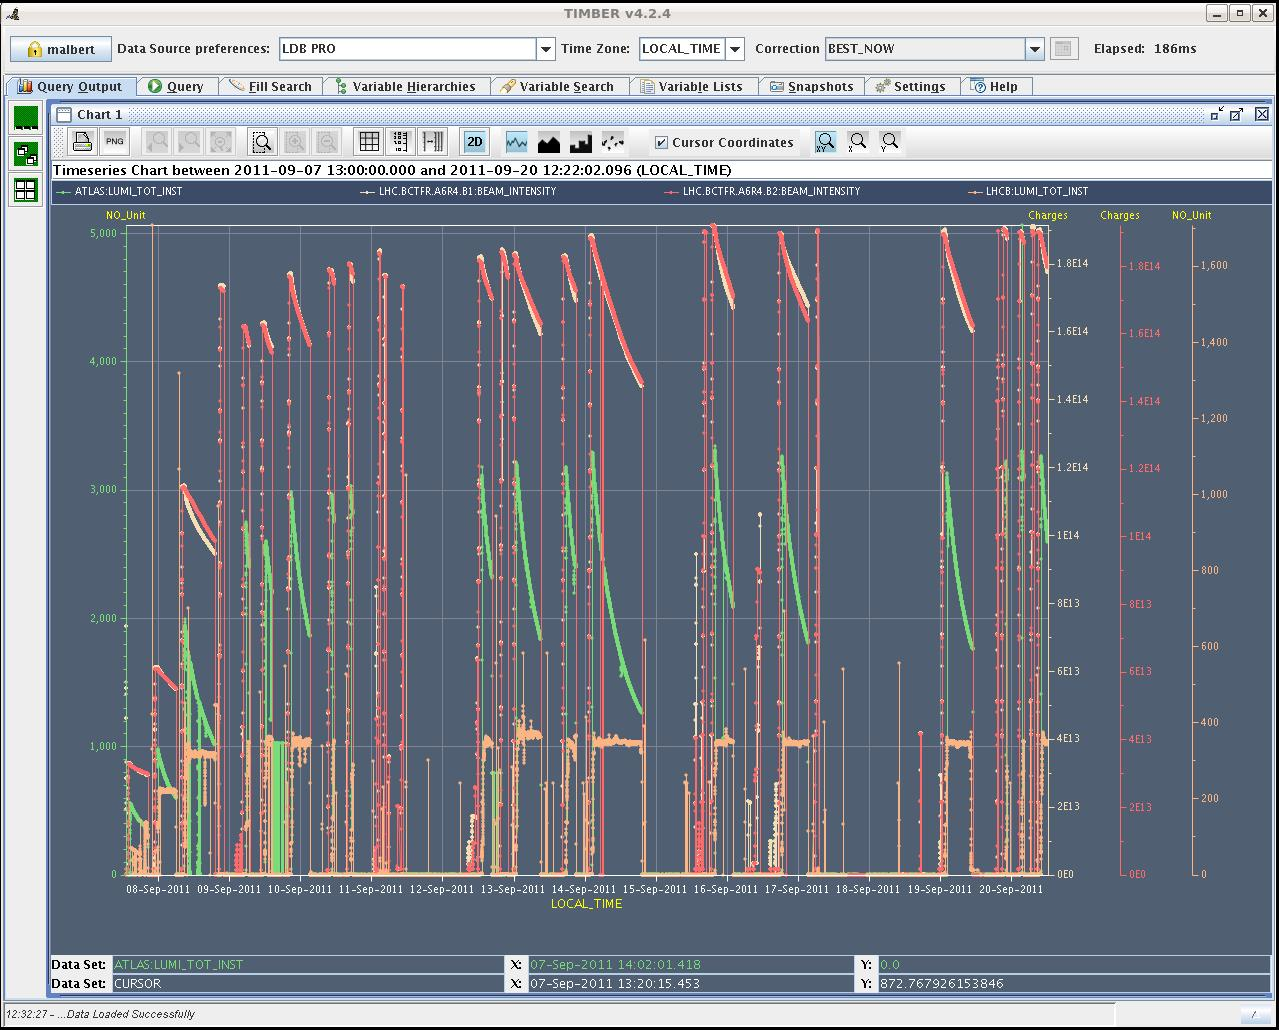 TIMBER v4.2.4
malbert Data Source preferences: LDB PRO Time Zone: LOCAL_TIME Correction BEST_NOW Elapsed: 186ms
Query Output Query Fill Search Variable Hierarchies Variable Search Variable Lists Snapshots Settings Help
Chart 1
PNG 2D XY X Y Cursor Coordinates
Timeseries Chart between 2011-09-07 13:00:00.000 and 2011-09-20 12:22:02.096 (LOCAL_TIME)
ATLAS:LUMI_TOT_INST LHC.BCTFR.A6R4.B1:BEAM_INTENSITY LHC.BCTFR.A6R4.B2:BEAM_INTENSITY LHCB:LUMI_TOT_INST
NO_Unit Charges Charges NO_Unit
5,000
1.8E14 1.8E14 1,600
1.6E14 1.6E14
1,400
4,000
1.4E14 1.4E14
1,200
1.2E14 1.2E14
3,000 1,000
1E14 1E14
800
8E13 8E13
2,000
600
6E13 6E13
400
1,000 4E13 4E13
200
2E13 2E13
0 0E0 0E0 0
08-Sep-2011 09-Sep-2011 10-Sep-2011 11-Sep-2011 12-Sep-2011 13-Sep-2011 14-Sep-2011 15-Sep-2011 16-Sep-2011 17-Sep-2011 18-Sep-2011 19-Sep-2011 20-Sep-2011
LOCAL_TIME
Data Set: ATLAS:LUMI_TOT_INST X: 07-Sep-2011 14:02:01.418 Y: 0.0
Data Set: CURSOR X: 07-Sep-2011 13:20:15.453 Y: 872.767926153846
12:32:27 - ...Data Loaded Successfully